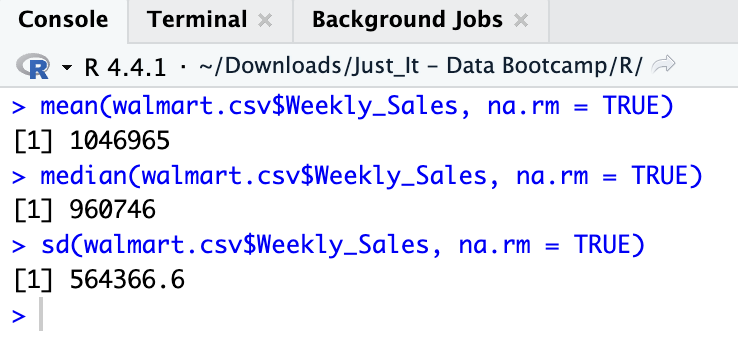 Console Terminal × Background Jobs ×
R R 4.4.1 · ~/Downloads/Just_It – Data Bootcamp/R/
> mean(walmart.csv$Weekly_Sales, na.rm = TRUE)
[1] 1046965
> median(walmart.csv$Weekly_Sales, na.rm = TRUE)
[1] 960746
> sd(walmart.csv$Weekly_Sales, na.rm = TRUE)
[1] 564366.6
>